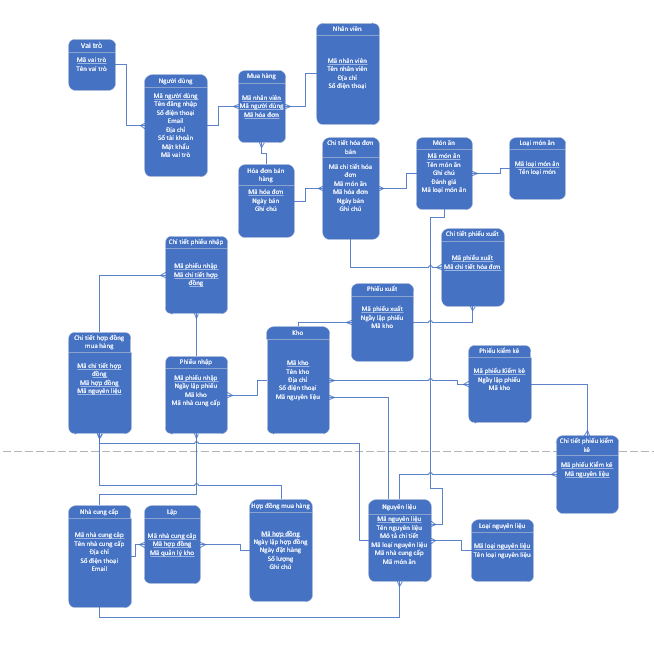 Vai trò
Mã vai trò
Tên vai trò
Người dùng
Mã người dùng
Tên đăng nhập
Số điện thoại
Email
Địa chỉ
Số tài khoản
Mật khẩu
Mã vai trò
Mua hàng
Mã nhân viên
Mã người dùng
Mã hóa đơn
Nhân viên
Mã nhân viên
Tên nhân viên
Địa chỉ
Số điện thoại
Hóa đơn bán
hàng
Mã hóa đơn
Ngày bán
Ghi chú
Chi tiết hóa đơn
bán
Mã chi tiết hóa
đơn
Mã món ăn
Mã hóa đơn
Ngày bán
Ghi chú
Món ăn
Mã món ăn
Tên món ăn
Ghi chú
Đánh giá
Mã loại món ăn
Loại món ăn
Mã loại món ăn
Tên loại món
Chi tiết phiếu nhập
Mã phiếu nhập
Mã chi tiết hợp
đồng
Chi tiết phiếu xuất
Mã phiếu xuất
Mã chi tiết hóa đơn
Phiếu xuất
Mã phiếu xuất
Ngày lập phiếu
Mã kho
Chi tiết hợp đồng
mua hàng
Mã chi tiết hợp
đồng
Mã hợp đồng
Mã nguyên liệu
Phiếu nhập
Mã phiếu nhập
Ngày lập phiếu
Mã kho
Mã nhà cung cấp
Kho
Mã kho
Tên kho
Địa chỉ
Số điện thoại
Mã nguyên liệu
Phiếu kiểm kê
Mã phiếu Kiểm kê
Ngày lập phiếu
Mã kho
Chi tiết phiếu kiểm
kê
Mã phiếu Kiểm kê
Mã nguyên liệu
Nhà cung cấp
Mã nhà cung cấp
Tên nhà cung cấp
Địa chỉ
Số điện thoại
Email
Lập
Mã nhà cung cấp
Mã hợp đồng
Mã quản lý kho
Hợp đồng mua hàng
Mã hợp đồng
Ngày lập hợp đồng
Ngày đặt hàng
Số lượng
Ghi chú
Nguyên liệu
Mã nguyên liệu
Tên nguyên liệu
Mô tả chi tiết
Mã loại nguyên liệu
Mã nhà cung cấp
Mã món ăn
Loại nguyên liệu
Mã loại nguyên liệu
Tên loại nguyên liệu